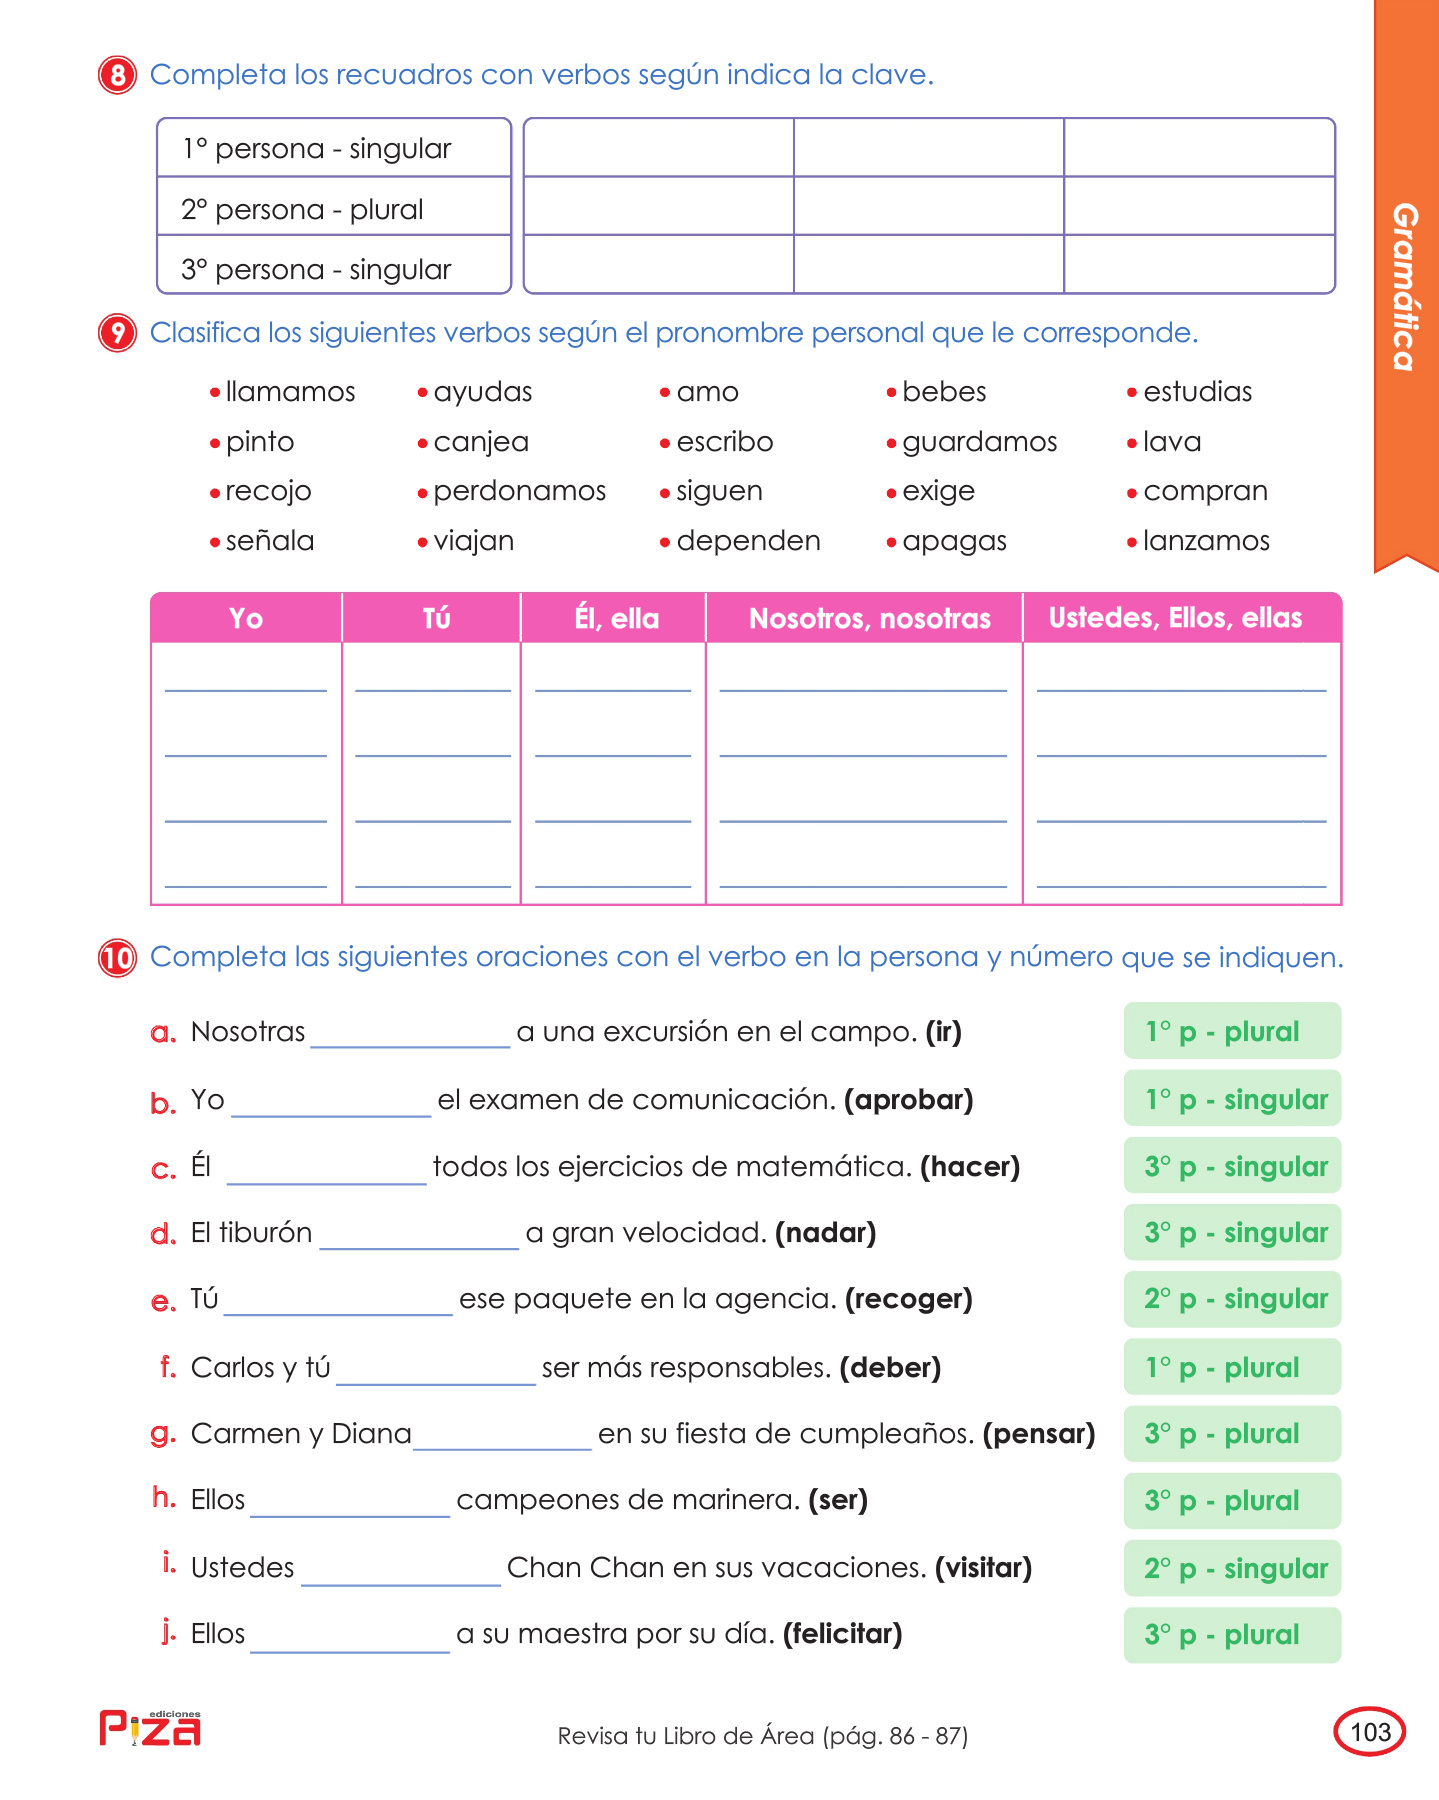 8 Completa los recuadros con verbos según indica la clave.
1° persona - singular
2° persona - plural
3° persona - singular
Gramática
9 Clasifica los siguientes verbos según el pronombre personal que le corresponde.
• llamamos • ayudas • amo • bebes • estudias
• pinto • canjea • escribo • guardamos • lava
• recojo • perdonamos • siguen • exige • compran
• señala • viajan • dependen • apagas • lanzamos
Yo Tú Él, ella Nosotros, nosotras Ustedes, Ellos, ellas
10 Completa las siguientes oraciones con el verbo en la persona y número que se indiquen.
a. Nosotras ____________ a una excursión en el campo. (ir) 1° p - plural
b. Yo ____________ el examen de comunicación. (aprobar) 1° p - singular
c. Él ____________ todos los ejercicios de matemática. (hacer) 3° p - singular
d. El tiburón ____________ a gran velocidad. (nadar) 3° p - singular
e. Tú ____________ ese paquete en la agencia. (recoger) 2° p - singular
f. Carlos y tú ____________ ser más responsables. (deber) 1° p - plural
g. Carmen y Diana ____________ en su fiesta de cumpleaños. (pensar) 3° p - plural
h. Ellos ____________ campeones de marinera. (ser) 3° p - plural
i. Ustedes ____________ Chan Chan en sus vacaciones. (visitar) 2° p - singular
j. Ellos ____________ a su maestra por su día. (felicitar) 3° p - plural
ediciones
Piza
Revisa tu Libro de Área (pág. 86 - 87)
103